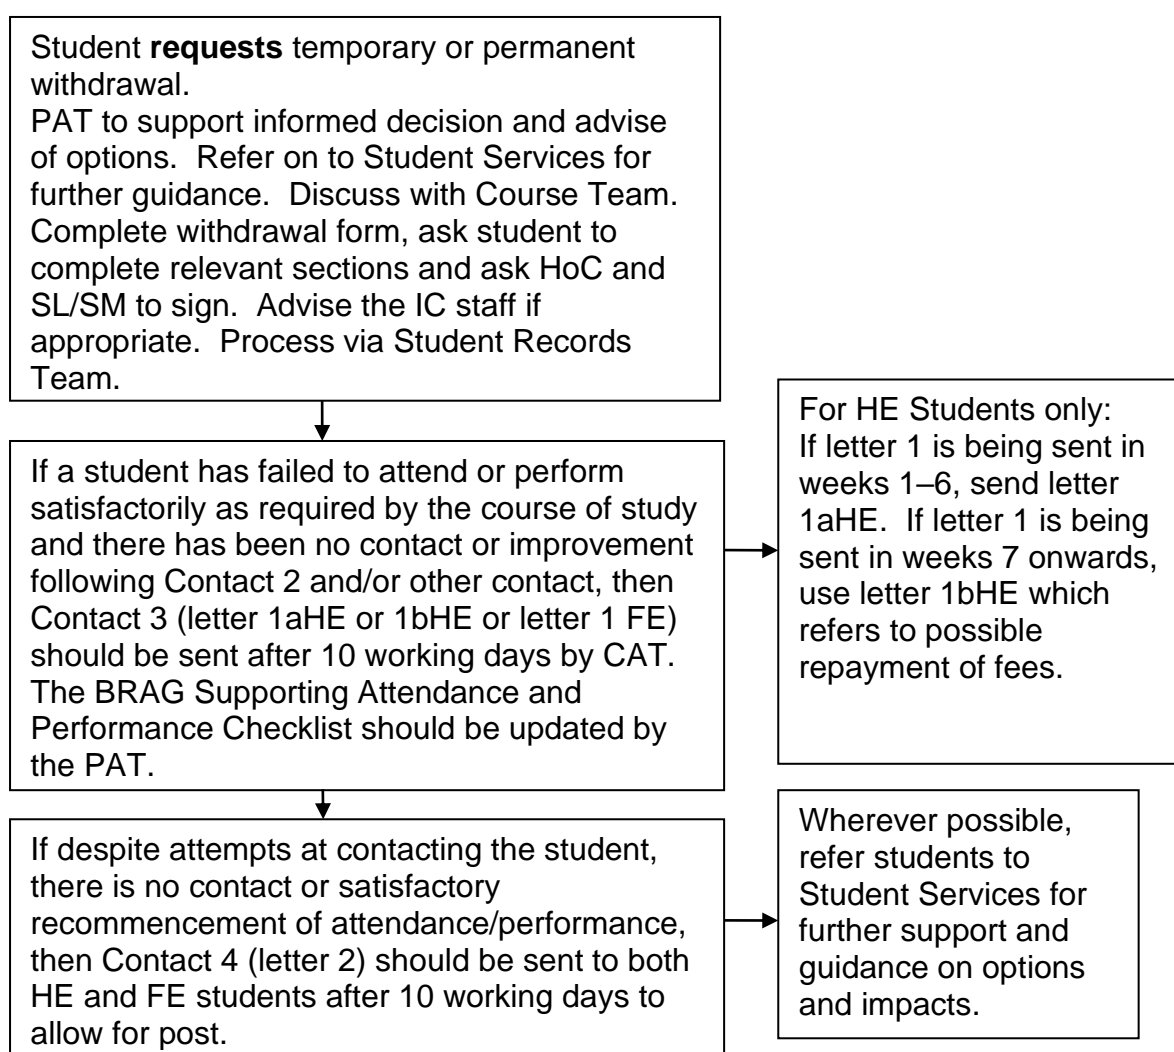 Student requests temporary or permanent
withdrawal.
PAT to support informed decision and advise
of options.  Refer on to Student Services for
further guidance.  Discuss with Course Team.
Complete withdrawal form, ask student to
complete relevant sections and ask HoC and
SL/SM to sign.  Advise the IC staff if
appropriate.  Process via Student Records
Team.
If a student has failed to attend or perform
satisfactorily as required by the course of study
and there has been no contact or improvement
following Contact 2 and/or other contact, then
Contact 3 (letter 1aHE or 1bHE or letter 1 FE)
should be sent after 10 working days by CAT.
The BRAG Supporting Attendance and
Performance Checklist should be updated by
the PAT.
For HE Students only:
If letter 1 is being sent in
weeks 1–6, send letter
1aHE.  If letter 1 is being
sent in weeks 7 onwards,
use letter 1bHE which
refers to possible
repayment of fees.
If despite attempts at contacting the student,
there is no contact or satisfactory
recommencement of attendance/performance,
then Contact 4 (letter 2) should be sent to both
HE and FE students after 10 working days to
allow for post.
Wherever possible,
refer students to
Student Services for
further support and
guidance on options
and impacts.